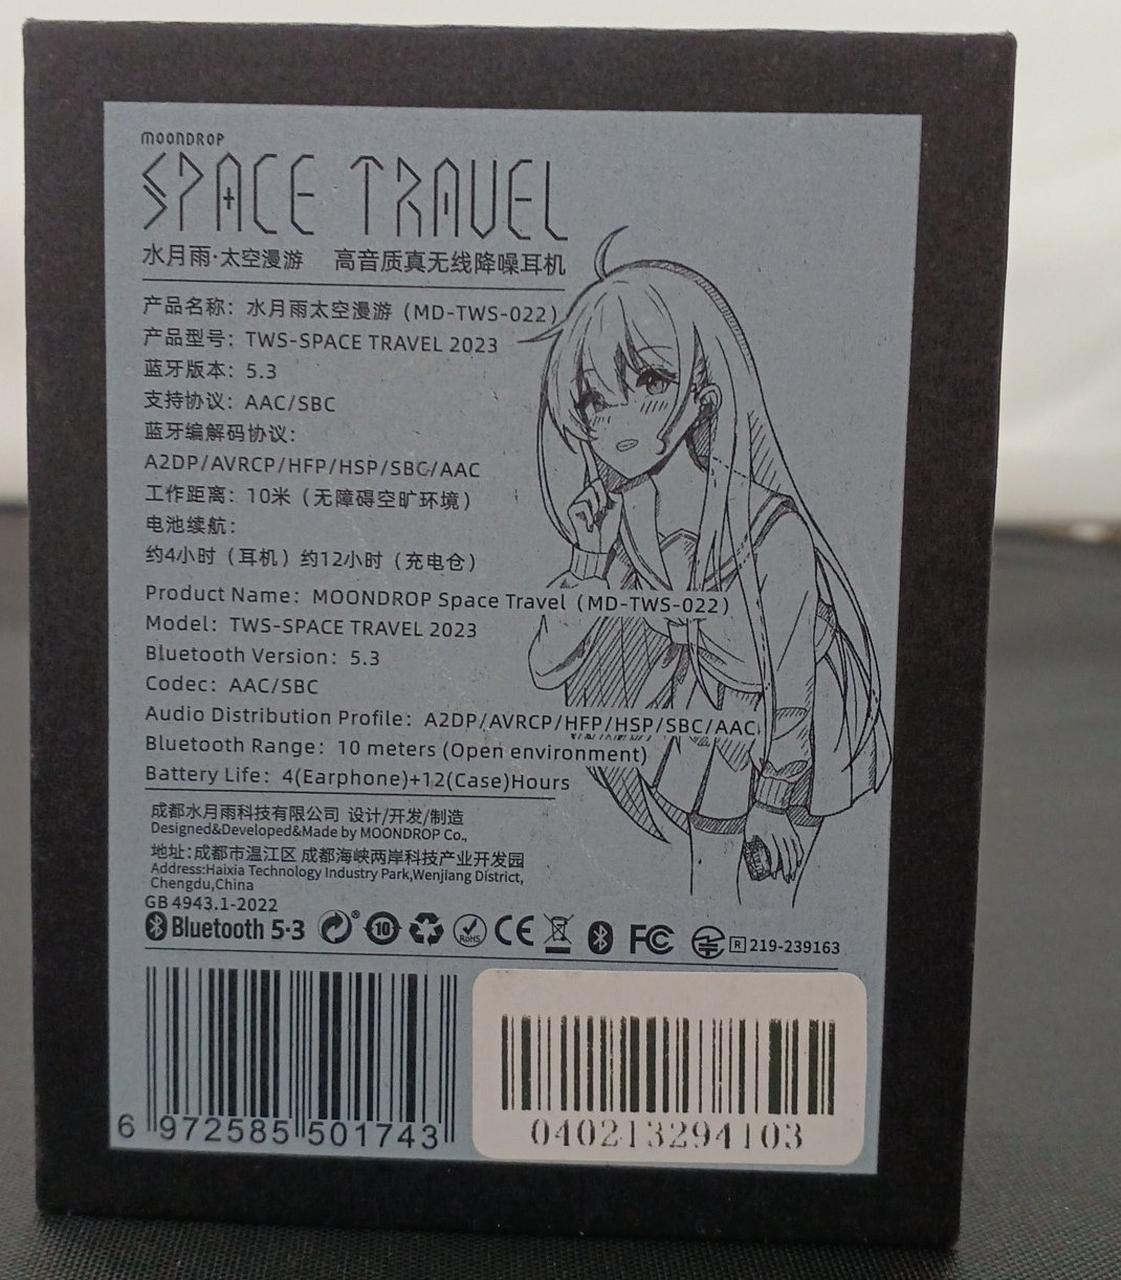 MOONDROP
SPACE TRAVEL
水月雨·太空漫游 高音质真无线降噪耳机
产品名称：水月雨太空漫游（MD-TWS-022）
产品型号：TWS-SPACE TRAVEL 2023
蓝牙版本：5.3
支持协议：AAC/SBC
蓝牙编解码协议：
A2DP/AVRCP/HFP/HSP/SBC/AAC
工作距离：10米（无障碍空旷环境）
电池续航：
约4小时（耳机）约12小时（充电仓）
Product Name：MOONDROP Space Travel（MD-TWS-022）
Model：TWS-SPACE TRAVEL 2023
Bluetooth Version：5.3
Codec：AAC/SBC
Audio Distribution Profile：A2DP/AVRCP/HFP/HSP/SBC/AAC
Bluetooth Range：10 meters (Open environment)
Battery Life：4(Earphone)+12(Case)Hours
成都水月雨科技有限公司 设计/开发/制造
Designed&Developed&Made by MOONDROP Co.,
地址:成都市温江区 成都海峡两岸科技产业开发园
Address:Haixia Technology Industry Park,Wenjiang District,
Chengdu,China
GB 4943.1-2022
Bluetooth 5·3 ® 10 RoHS CE FC R 219-239163
6 972585 501743
040213294103